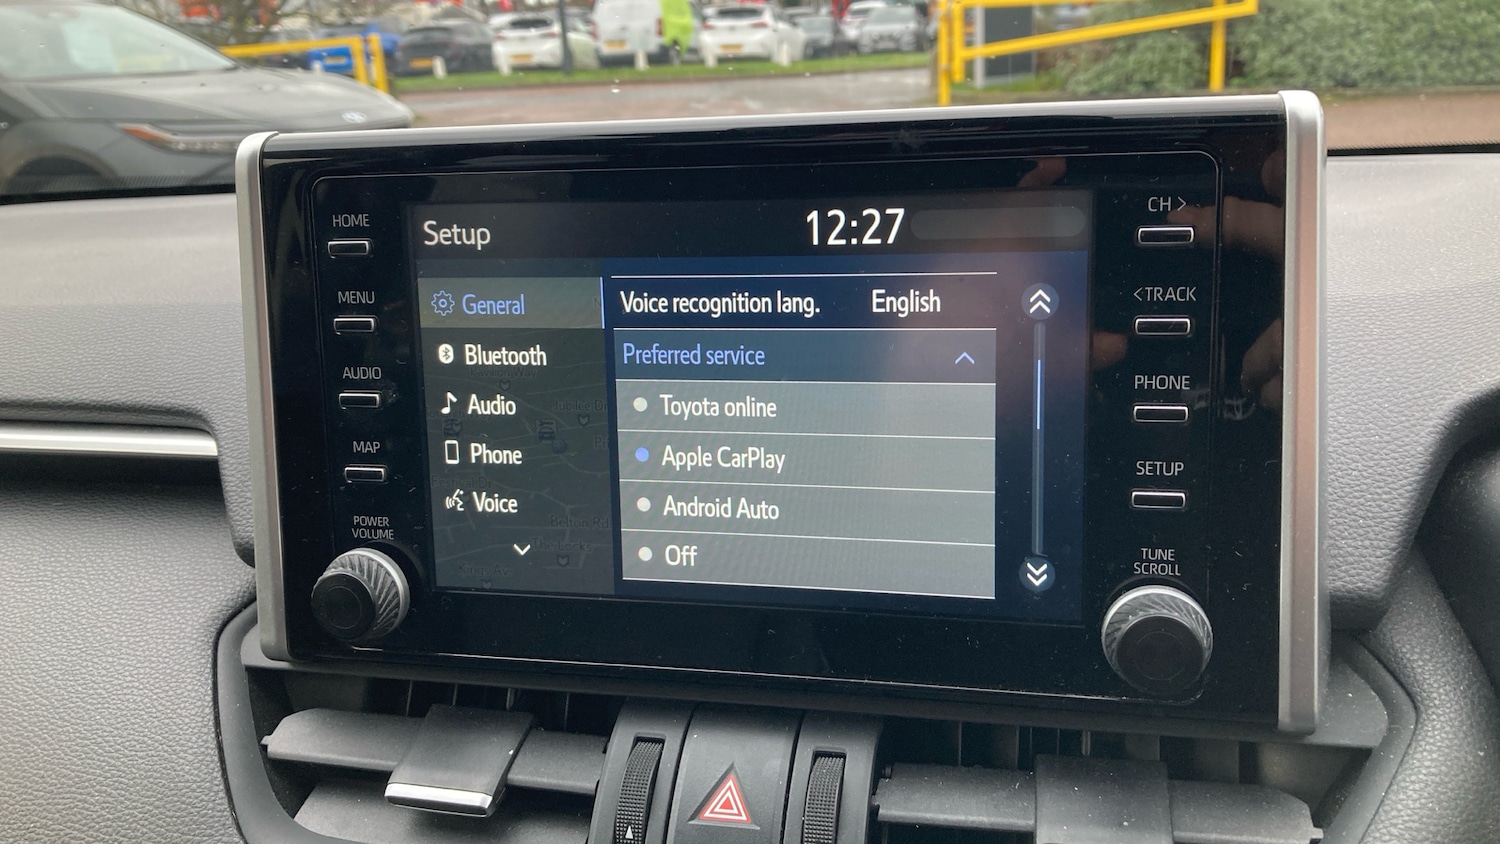 HOME
MENU
AUDIO
MAP
POWER
VOLUME
Setup
12:27
General
Bluetooth
Audio
Phone
Voice
Voice recognition lang. English
Preferred service
Toyota online
Apple CarPlay
Android Auto
Off
CH >
<TRACK
PHONE
SETUP
TUNE
SCROLL